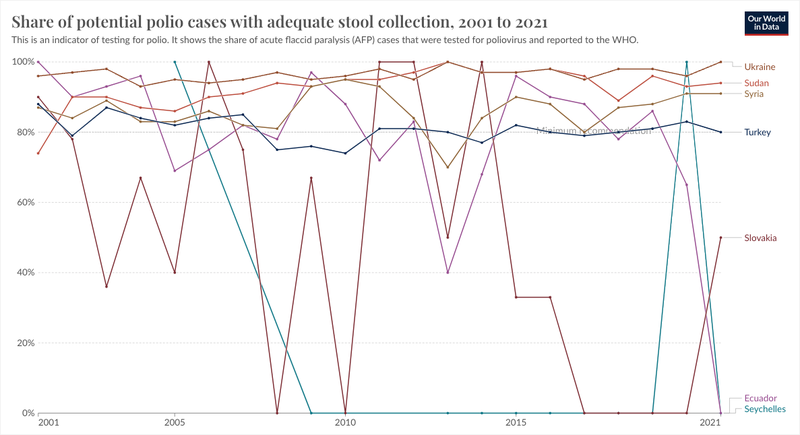 Share of potential polio cases with adequate stool collection, 2001 to 2021
Our World
in Data
This is an indicator of testing for polio. It shows the share of acute flaccid paralysis (AFP) cases that were tested for poliovirus and reported to the WHO.
100%
Ukraine
Sudan
Syria
80%
Minimum recommendation
Turkey
60%
Slovakia
40%
20%
Ecuador
0%
Seychelles
2001
2005
2010
2015
2021